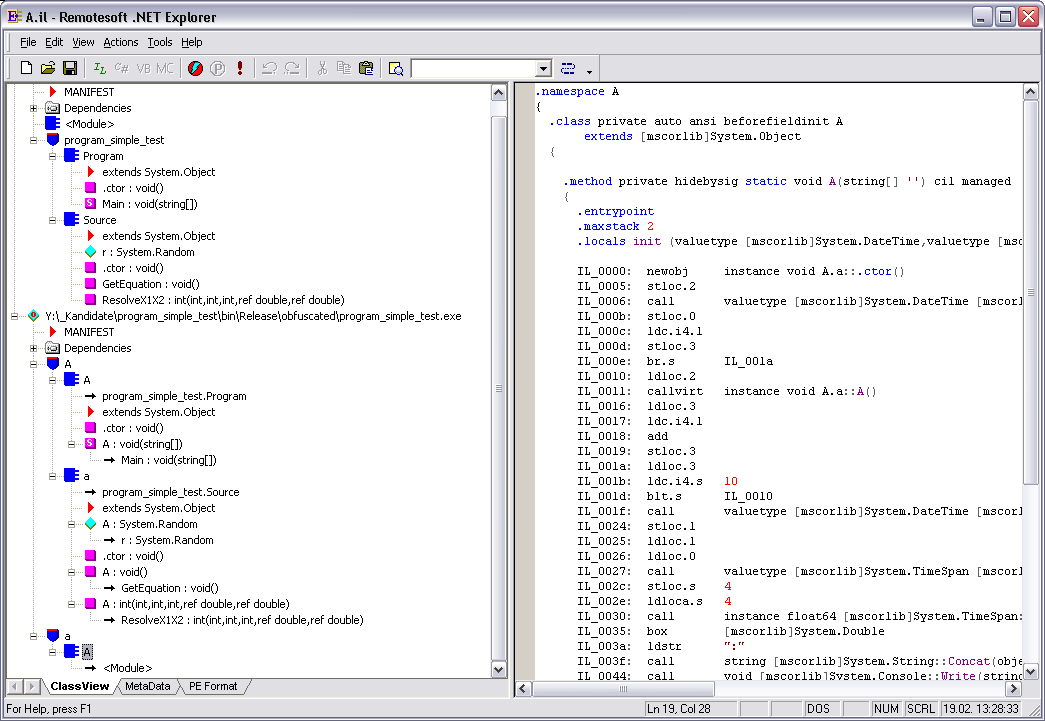 A.il - Remotesoft .NET Explorer
File Edit View Actions Tools Help
IL C# VB MC P !
MANIFEST
Dependencies
<Module>
program_simple_test
Program
extends System.Object
.ctor : void()
S Main : void(string[])
Source
extends System.Object
r : System.Random
.ctor : void()
GetEquation : void()
ResolveX1X2 : int(int,int,int,ref double,ref double)
Y:\_Kandidate\program_simple_test\bin\Release\obfuscated\program_simple_test.exe
MANIFEST
Dependencies
A
A
program_simple_test.Program
extends System.Object
.ctor : void()
S A : void(string[])
Main : void(string[])
a
program_simple_test.Source
extends System.Object
A : System.Random
r : System.Random
.ctor : void()
A : void()
GetEquation : void()
A : int(int,int,int,ref double,ref double)
ResolveX1X2 : int(int,int,int,ref double,ref double)
a
A
<Module>
ClassView MetaData PE Format
.namespace A
{
.class private auto ansi beforefieldinit A
extends [mscorlib]System.Object
{
.method private hidebysig static void A(string[] '') cil managed
{
.entrypoint
.maxstack 2
.locals init (valuetype [mscorlib]System.DateTime,valuetype [msc
IL_0000: newobj instance void A.a::.ctor()
IL_0005: stloc.2
IL_0006: call valuetype [mscorlib]System.DateTime [mscorl
IL_000b: stloc.0
IL_000c: ldc.i4.1
IL_000d: stloc.3
IL_000e: br.s IL_001a
IL_0010: ldloc.2
IL_0011: callvirt instance void A.a::A()
IL_0016: ldloc.3
IL_0017: ldc.i4.1
IL_0018: add
IL_0019: stloc.3
IL_001a: ldloc.3
IL_001b: ldc.i4.s 10
IL_001d: blt.s IL_0010
IL_001f: call valuetype [mscorlib]System.DateTime [mscorl
IL_0024: stloc.1
IL_0025: ldloc.1
IL_0026: ldloc.0
IL_0027: call valuetype [mscorlib]System.TimeSpan [mscorl
IL_002c: stloc.s 4
IL_002e: ldloca.s 4
IL_0030: call instance float64 [mscorlib]System.TimeSpan:
IL_0035: box [mscorlib]System.Double
IL_003a: ldstr ":"
IL_003f: call string [mscorlib]System.String::Concat(obje
IL_0044: call void [mscorlib]System.Console::Write(string
For Help, press F1 Ln 19, Col 28 DOS NUM SCRL 19.02. 13:28:33